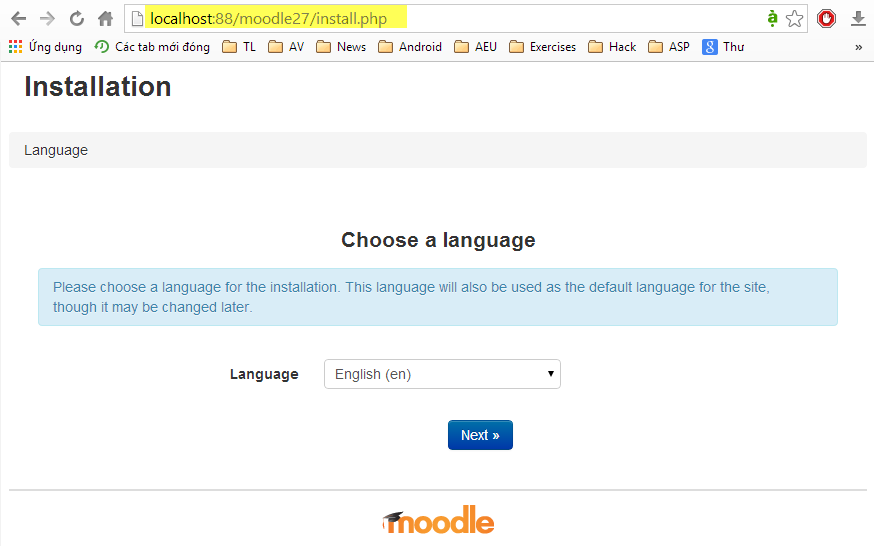 localhost:88/moodle27/install.php
Ứng dụng Các tab mới đóng TL AV News Android AEU Exercises Hack ASP 8 Thư »
Installation
Language
Choose a language
Please choose a language for the installation. This language will also be used as the default language for the site,
though it may be changed later.
Language English (en)
Next »
moodle